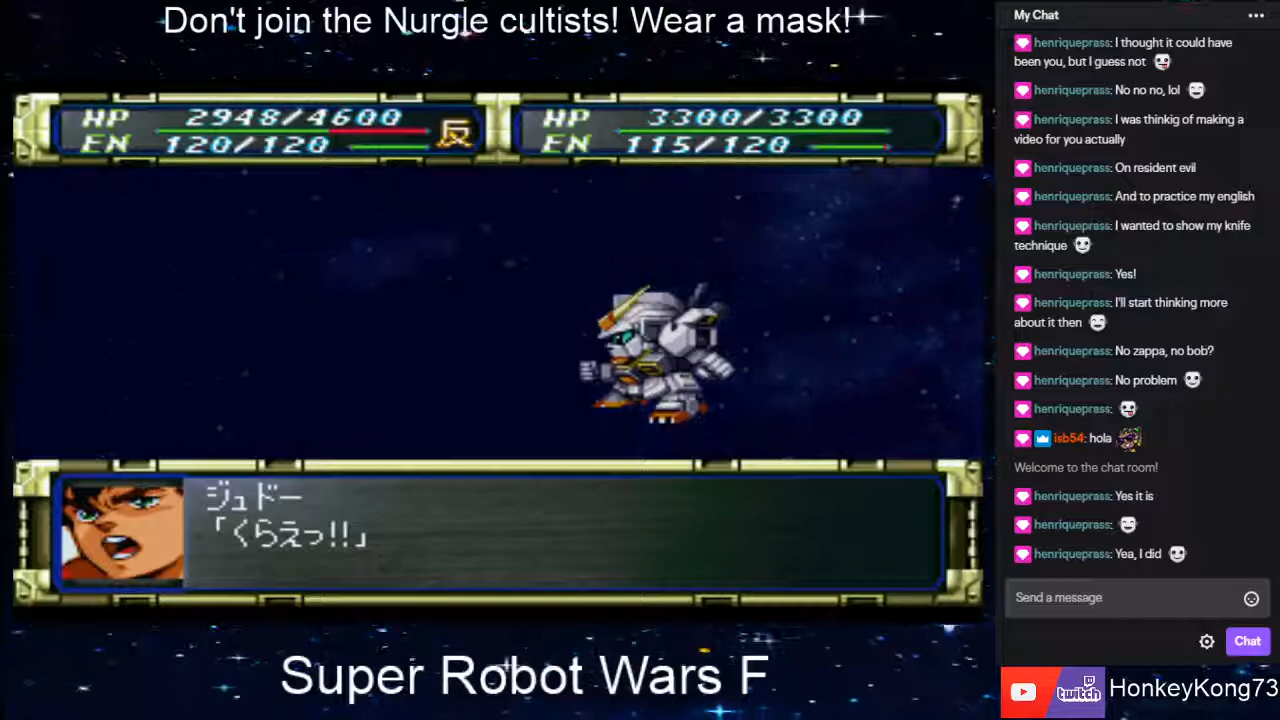 Don't join the Nurgle cultists! Wear a mask!
HP 2948/4600
EN 120/120
反
HP 3300/3300
EN 115/120
ジュドー
「くらえっ!!」
Super Robot Wars F
My Chat
henriqueprass: I thought it could have
been you, but I guess not
henriqueprass: No no no, lol
henriqueprass: I was thinkig of making a
video for you actually
henriqueprass: On resident evil
henriqueprass: And to practice my english
henriqueprass: I wanted to show my knife
technique
henriqueprass: Yes!
henriqueprass: I'll start thinking more
about it then
henriqueprass: No zappa, no bob?
henriqueprass: No problem
henriqueprass:
isb54: hola
Welcome to the chat room!
henriqueprass: Yes it is
henriqueprass:
henriqueprass: Yea, I did
Send a message
Chat
twitch
HonkeyKong73